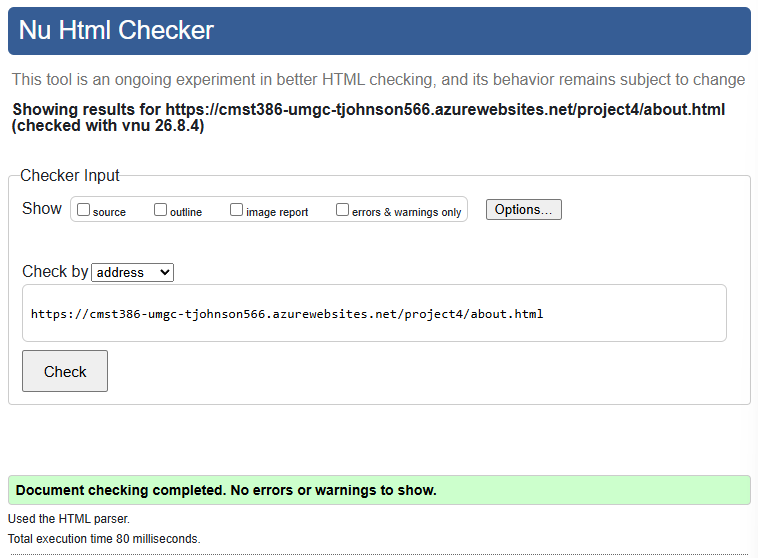 Nu Html Checker
This tool is an ongoing experiment in better HTML checking, and its behavior remains subject to change
Showing results for https://cmst386-umgc-tjohnson566.azurewebsites.net/project4/about.html
(checked with vnu 26.8.4)
Checker Input
Show source outline image report errors & warnings only Options...
Check by address
https://cmst386-umgc-tjohnson566.azurewebsites.net/project4/about.html
Check
Document checking completed. No errors or warnings to show.
Used the HTML parser.
Total execution time 80 milliseconds.